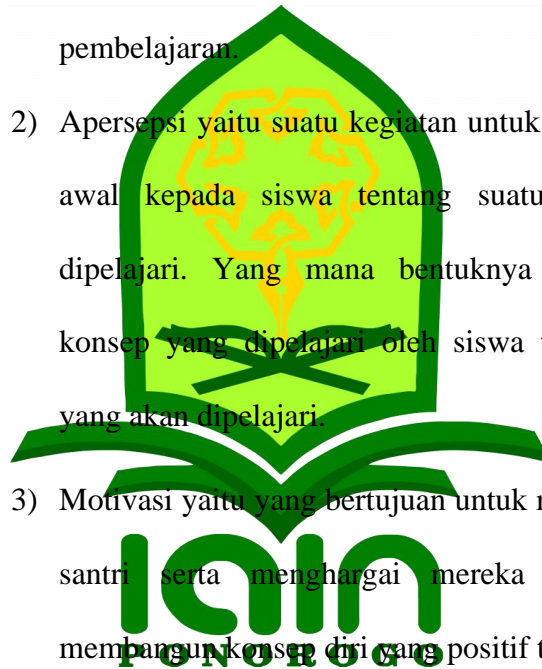 pembelajaran.
2) Apersepsi yaitu suatu kegiatan untuk
awal kepada siswa tentang suatu
dipelajari. Yang mana bentuknya
konsep yang dipelajari oleh siswa
yang akan dipelajari.
3) Motivasi yaitu yang bertujuan untuk
santri serta menghargai mereka
iain
membangun konsep diri yang positif
PONOROGO